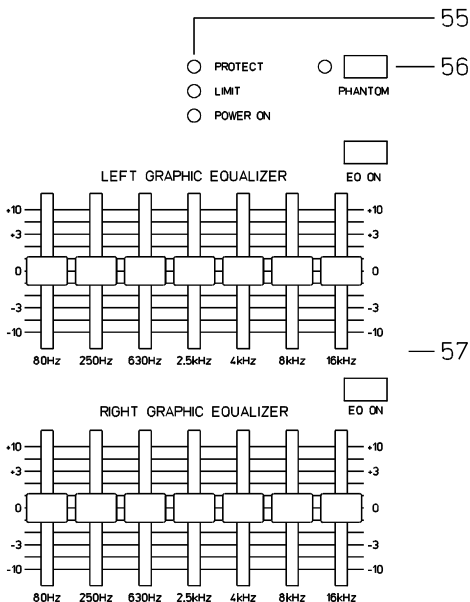 55
PROTECT
56
LIMIT
PHANTOM
POWER ON
LEFT GRAPHIC EQUALIZER
EQ ON
+10 +10
+3 +3
0 0
-3 -3
-10 -10
80Hz 250Hz 630Hz 2.5kHz 4kHz 8kHz 16kHz
57
RIGHT GRAPHIC EQUALIZER
EQ ON
+10 +10
+3 +3
0 0
-3 -3
-10 -10
80Hz 250Hz 630Hz 2.5kHz 4kHz 8kHz 16kHz